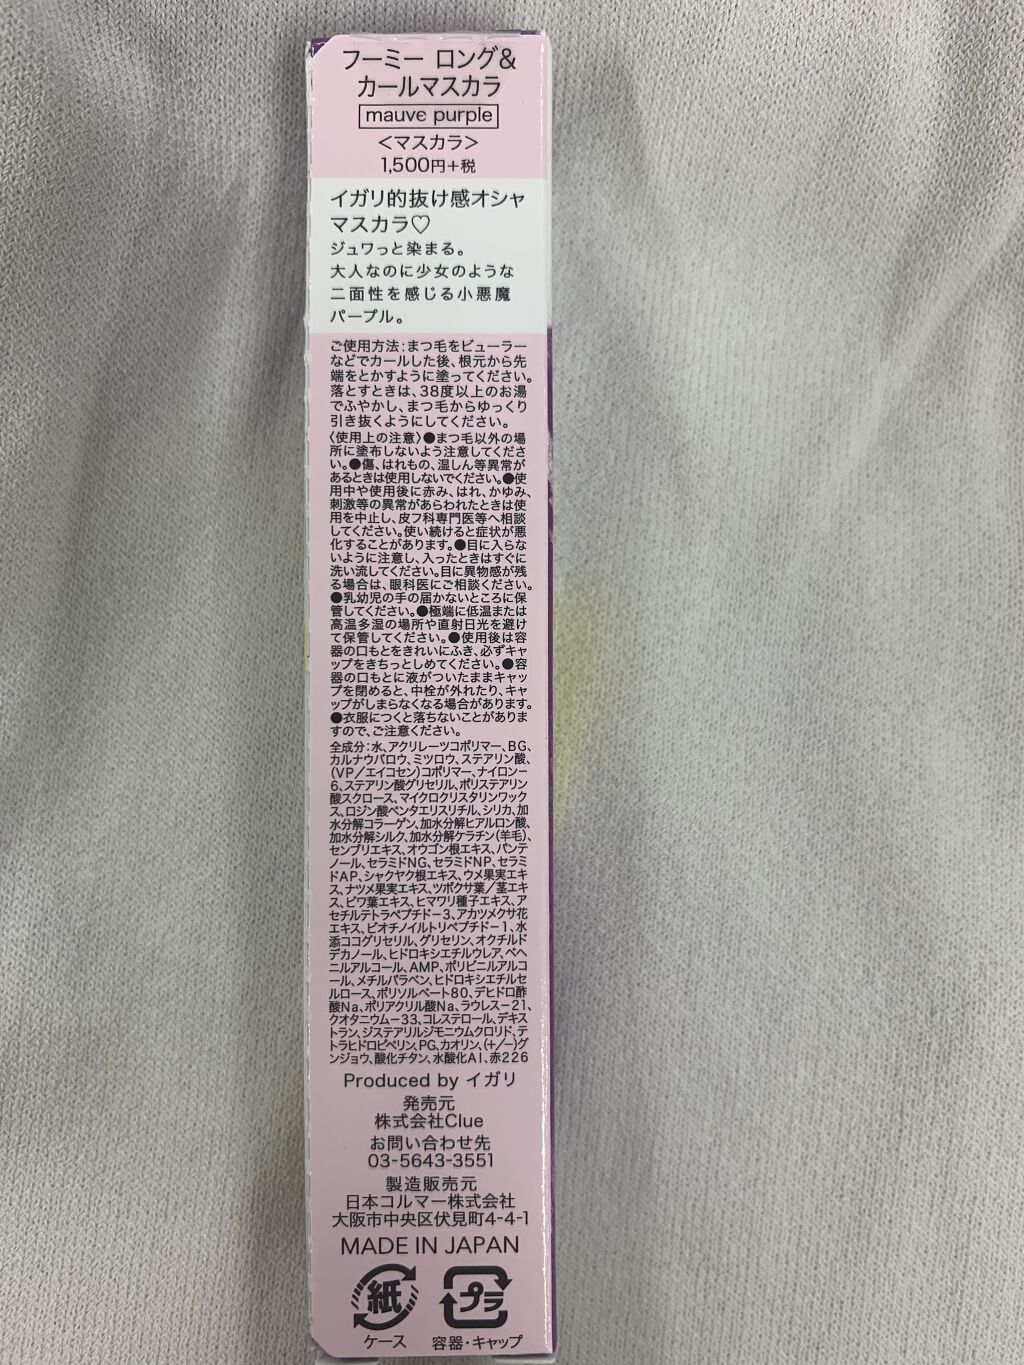 フーミー ロング&
カールマスカラ
mauve purple
<マスカラ>
1,500円+税
イガリ的抜け感オシャ
マスカラ♡
ジュワっと染まる。
大人なのに少女のような
二面性を感じる小悪魔
パープル。
ご使用方法:まつ毛をビューラー
などでカールした後、根元から先
端をとかすように塗ってください。
落とすときは、38度以上のお湯
でふやかし、まつ毛からゆっくり
引き抜くようにしてください。
〈使用上の注意〉●まつ毛以外の場
所に塗布しないよう注意してくださ
い。●傷、はれもの、湿しん等異常が
あるときは使用しないでください。●使
用中や使用後に赤み、はれ、かゆみ、
刺激等の異常があらわれたときは使
用を中止し、皮フ科専門医等へ相談
してください。使い続けると症状が悪
化することがあります。●目に入らな
いように注意し、入ったときはすぐに
洗い流してください。目に異物感が残
る場合は、眼科医にご相談ください。
●乳幼児の手の届かないところに保
管してください。●極端に低温または
高温多湿の場所や直射日光を避け
て保管してください。●使用後は容
器の口もとをきれいにふき、必ずキャ
ップをきちっとしめてください。●容
器の口もとに液がついたままキャッ
プを閉めると、中栓が外れたり、キャ
ップがしまらなくなる場合があります。
●衣服につくと落ちないことがありま
すので、ご注意ください。
全成分:水、アクリレーツコポリマー、BG、
カルナウバロウ、ミツロウ、ステアリン酸、
(VP/エイコセン)コポリマー、ナイロン-
6、ステアリン酸グリセリル、ポリステアリン
酸スクロース、マイクロクリスタリンワック
ス、ロジン酸ペンタエリスリチル、シリカ、加
水分解コラーゲン、加水分解ヒアルロン酸、
加水分解シルク、加水分解ケラチン(羊毛)、
センブリエキス、オウゴン根エキス、パンテ
ノール、セラミドNG、セラミドNP、セラミ
ドAP、シャクヤク根エキス、ウメ果実エキ
ス、ナツメ果実エキス、ツボクサ葉/茎エキ
ス、ビワ葉エキス、ヒマワリ種子エキス、ア
セチルテトラペプチド-3、アカツメクサ花
エキス、ビオチノイルトリペプチド-1、水
添ココグリセリル、グリセリン、オクチルド
デカノール、ヒドロキシエチルウレア、ベヘ
ニルアルコール、AMP、ポリビニルアルコ
ール、メチルパラベン、ヒドロキシエチルセ
ルロース、ポリソルベート80、デヒドロ酢
酸Na、ポリアクリル酸Na、ラウレス-21、
クオタニウム-33、コレステロール、デキス
トラン、ジステアリルジモニウムクロリド、テ
トラヒドロピペリン、PG、カオリン、(+/-)グ
ンジョウ、酸化チタン、水酸化Al、赤226
Produced by イガリ
発売元
株式会社Clue
お問い合わせ先
03-5643-3551
製造販売元
日本コルマー株式会社
大阪市中央区伏見町4-4-1
MADE IN JAPAN
紙 プラ
ケース 容器・キャップ